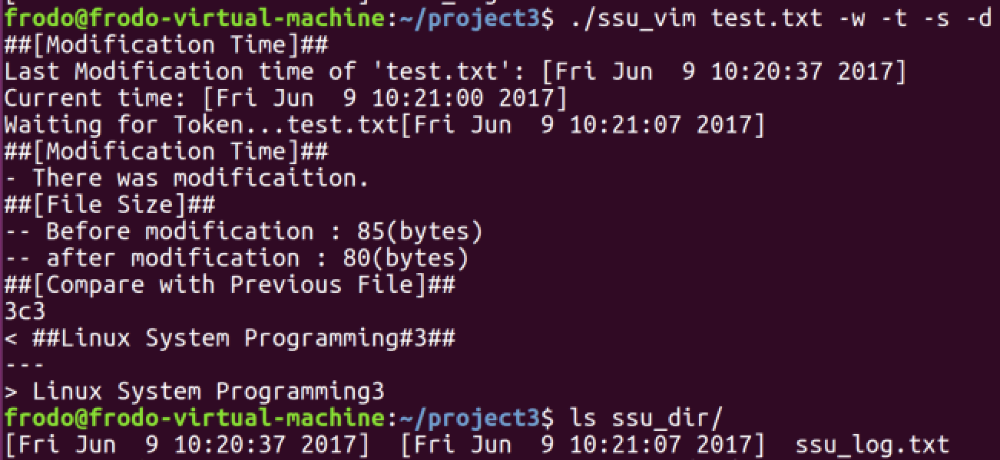 frodo@frodo-virtual-machine:~/project3$ ./ssu_vim test.txt -w -t -s -d
##[Modification Time]##
Last Modification time of 'test.txt': [Fri Jun  9 10:20:37 2017]
Current time: [Fri Jun  9 10:21:00 2017]
Waiting for Token...test.txt[Fri Jun  9 10:21:07 2017]
##[Modification Time]##
- There was modificaition.
##[File Size]##
-- Before modification : 85(bytes)
-- after modification : 80(bytes)
##[Compare with Previous File]##
3c3
< ##Linux System Programming#3##
---
> Linux System Programming3
frodo@frodo-virtual-machine:~/project3$ ls ssu_dir/
[Fri Jun  9 10:20:37 2017]  [Fri Jun  9 10:21:07 2017]  ssu_log.txt